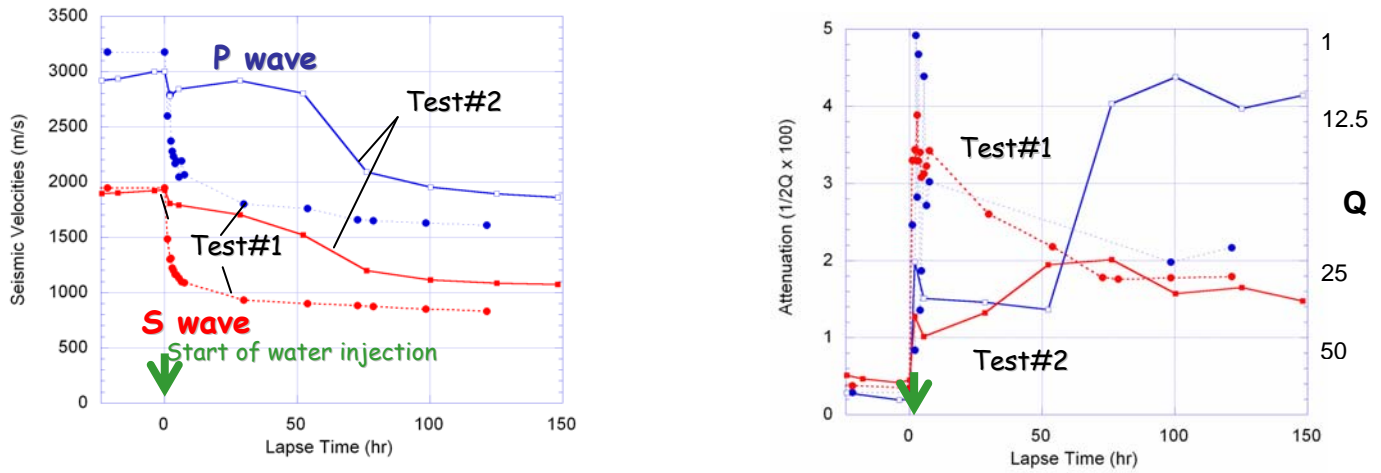 3500
3000
2500
2000
1500
1000
500
0
Seismic Velocities (m/s)
P wave
Test#2
Test#1
S wave
Start of water injection
0
50
100
150
Lapse Time (hr)
5
4
3
2
1
0
Attenuation (1/2Q x 100)
Test#1
Test#2
1
12.5
Q
25
50
0
50
100
150
Lapse Time (hr)